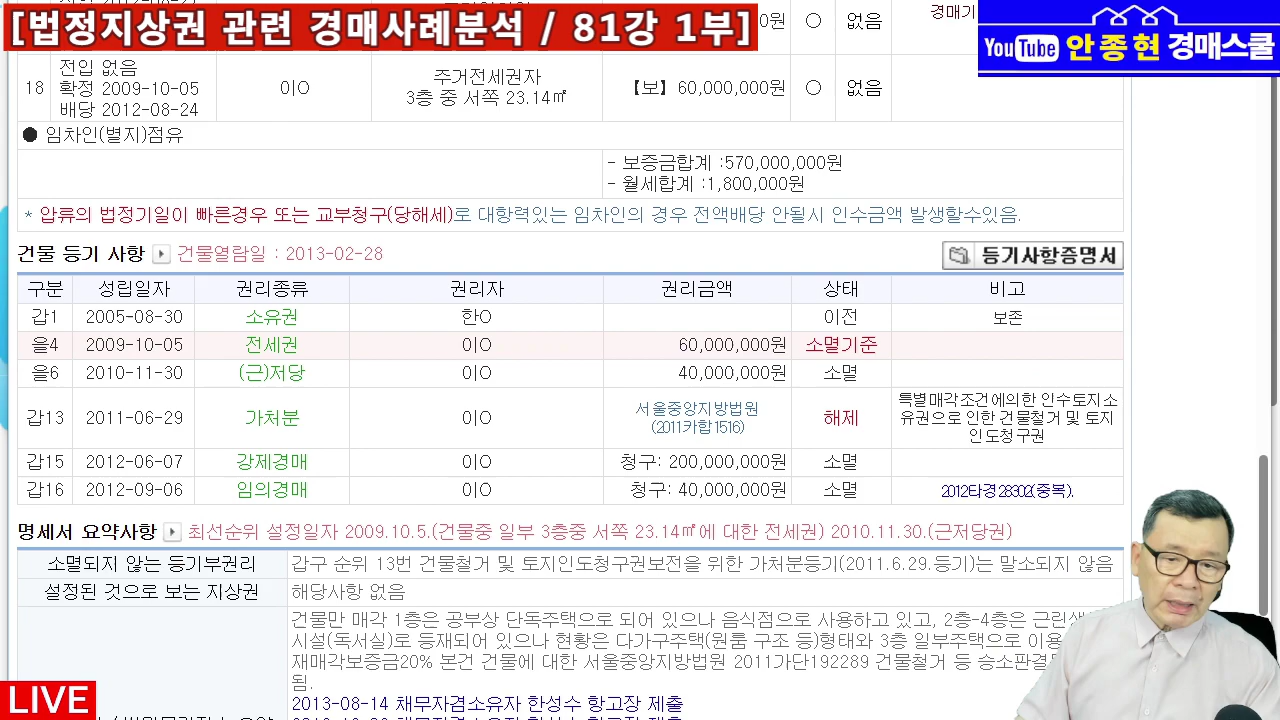 [법정지상권 관련 경매사례분석 / 81강 1부]
0원 ○ 없음 경매기
YouTube 안종현 경매스쿨
18 전입 없음 확정 2009-10-05 배당 2012-08-24 이O 주거전세권자 3층 중 서쪽 23.14㎡ 【보】 60,000,000원 ○ 없음
● 임차인(별지)점유
- 보증금합계 :570,000,000원
- 월세합계 :1,800,000원
* 압류의 법정기일이 빠른경우 또는 교부청구(당해세)로 대항력있는 임차인의 경우 전액배당 안될시 인수금액 발생할수있음.
건물 등기 사항 건물열람일 : 2013-02-28 등기사항증명서
구분 성립일자 권리종류 권리자 권리금액 상태 비고
갑1 2005-08-30 소유권 한O 이전 보존
을4 2009-10-05 전세권 이O 60,000,000원 소멸기준
을6 2010-11-30 (근)저당 이O 40,000,000원 소멸
갑13 2011-06-29 가처분 이O 서울중앙지방법원 (2011카합1516) 해제 특별매각조건에의한 인수토지소유권으로 인한 건물철거 및 토지인도청구권
갑15 2012-06-07 강제경매 이O 청구: 200,000,000원 소멸
갑16 2012-09-06 임의경매 이O 청구: 40,000,000원 소멸 2012타경28302(중복).
명세서 요약사항 최선순위 설정일자 2009.10.5.(건물중 일부 3층중 서쪽 23.14㎡에 대한 전세권) 2010.11.30.(근저당권)
소멸되지 않는 등기부권리 갑구 순위 13번 건물철거 및 토지인도청구권보전을 위한 가처분등기(2011.6.29.등기)는 말소되지 않음
설정된 것으로 보는 지상권 해당사항 없음
건물만 매각 1층은 공부상 단독주택으로 되어 있으나 음식점으로 사용하고 있고, 2층-4층은 근린생
시설(독서실)로 등재되어 있으나 현황은 다가구주택(원룸 구조 등)형태와 3층 일부주택으로 이용
재매각보증금20% 본건 건물에 대한 서울중앙지방법원 2011가단192289 건물철거 등 승소판결
됨.
2013-08-14 채무자겸소유자 한성수 항고장 제출
LIVE